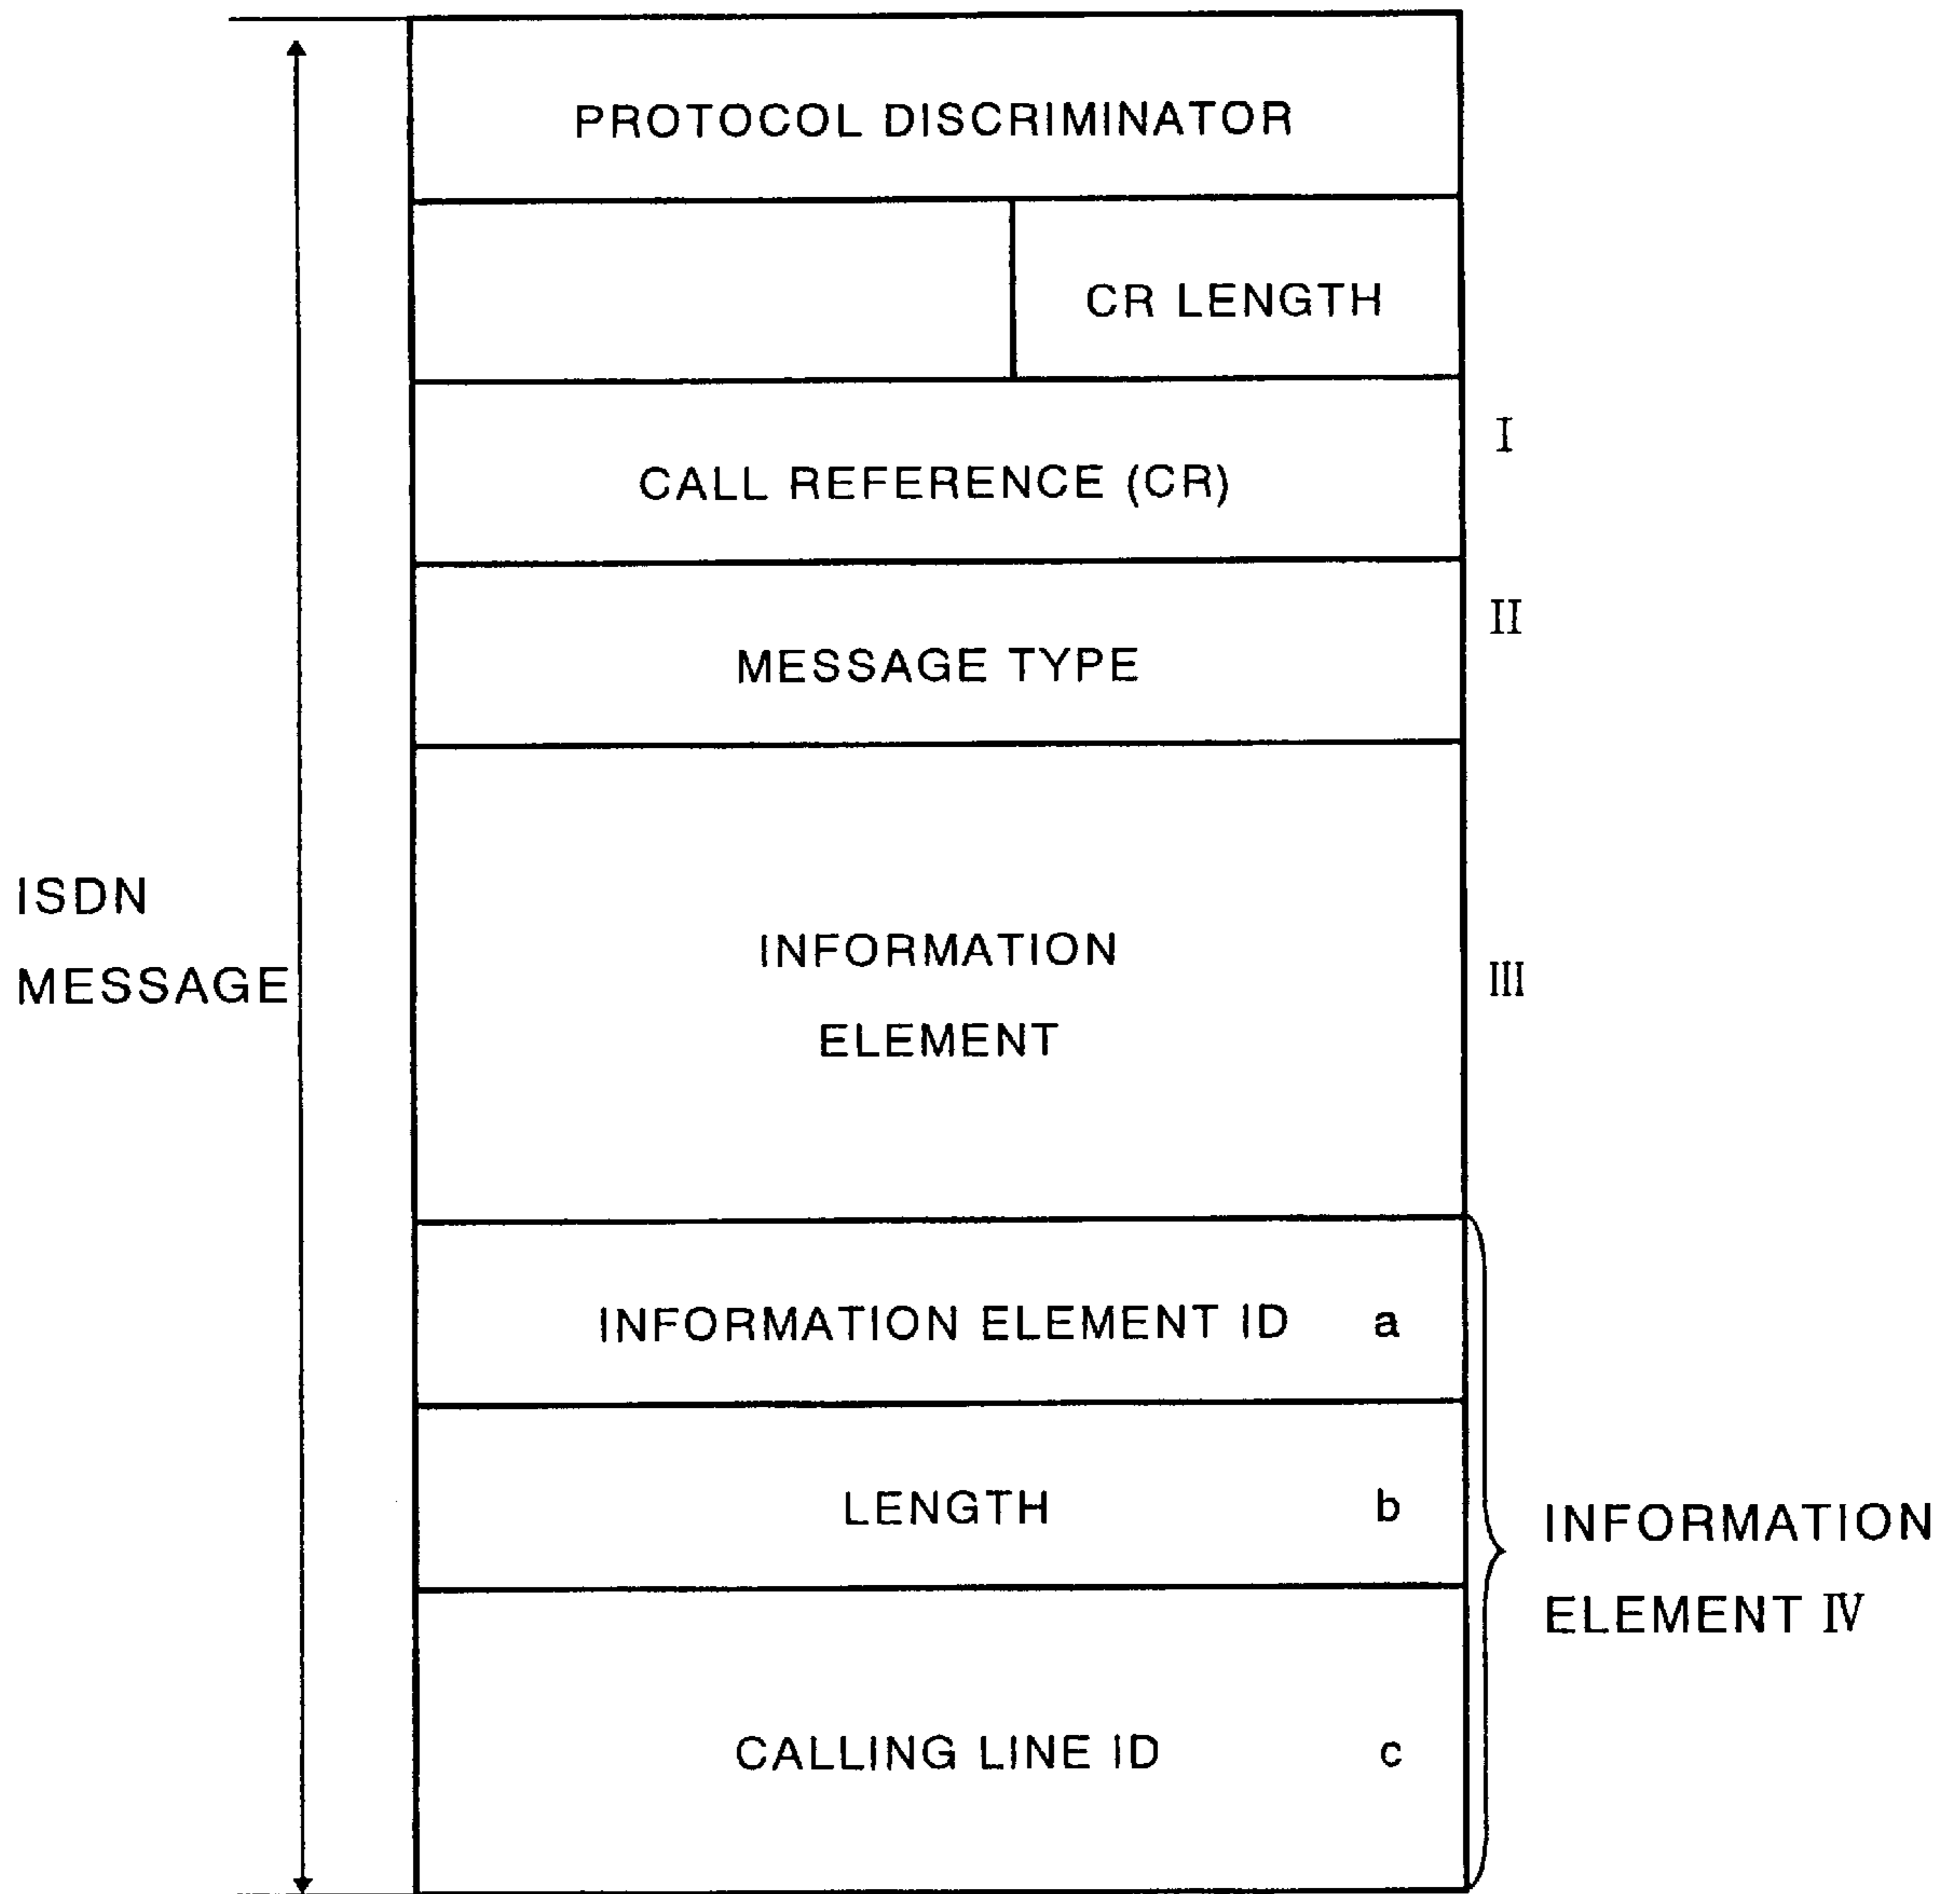 PROTOCOL DISCRIMINATOR
CR LENGTH
CALL REFERENCE (CR)
I
MESSAGE TYPE
II
ISDN
MESSAGE
INFORMATION
ELEMENT
III
INFORMATION ELEMENT ID a
LENGTH b
CALLING LINE ID c
INFORMATION
ELEMENT IV